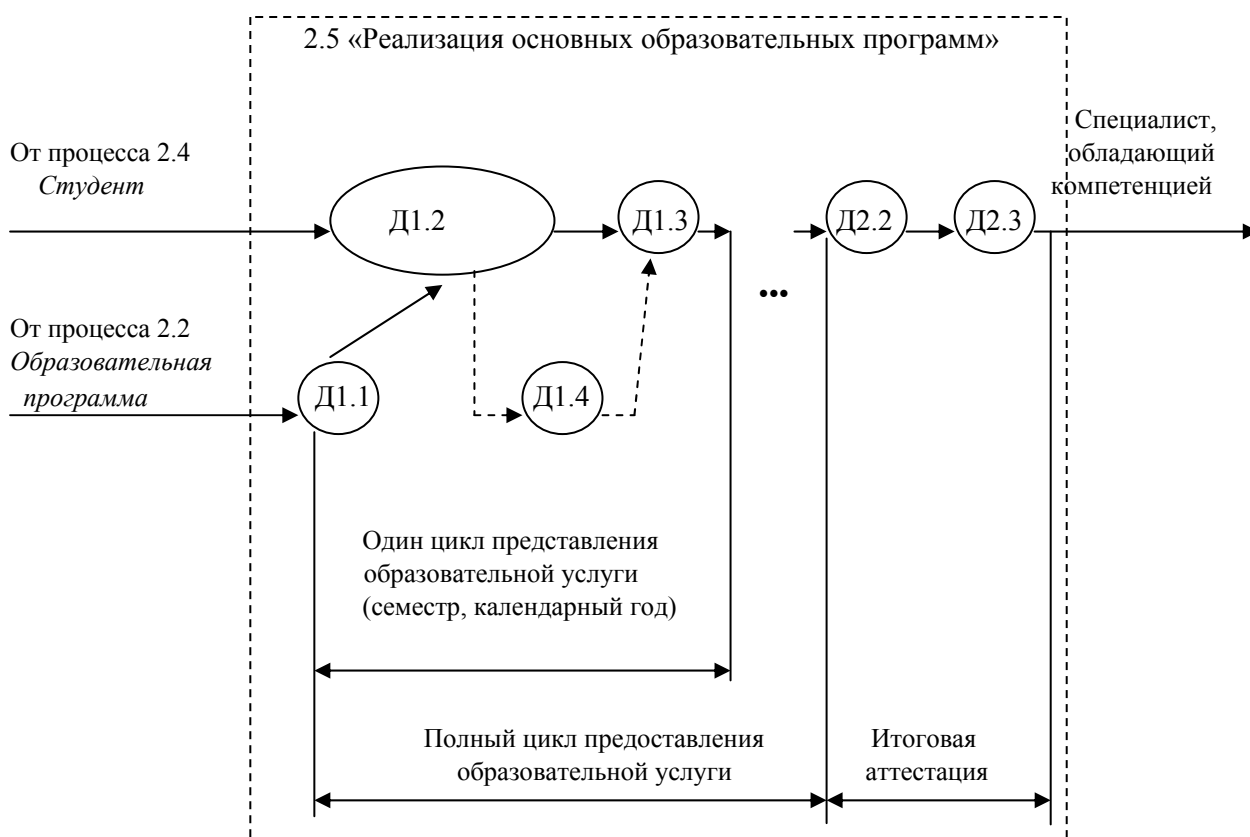 2.5 «Реализация основных образовательных программ»
От процесса 2.4
Студент
Специалист,
обладающий
компетенцией
Д1.2
Д1.3
Д2.2
Д2.3
...
От процесса 2.2
Образовательная
программа
Д1.1
Д1.4
Один цикл представления
образовательной услуги
(семестр, календарный год)
Полный цикл предоставления
образовательной услуги
Итоговая
аттестация